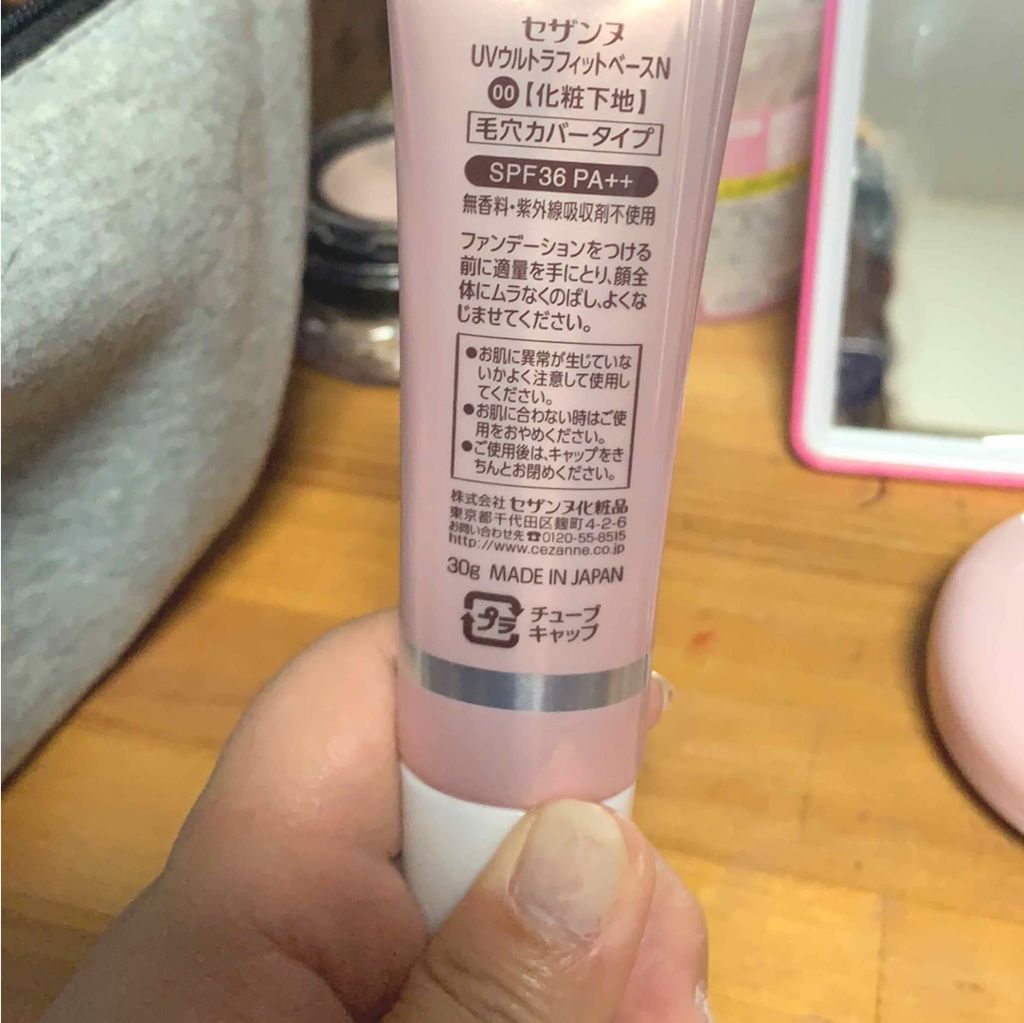 セザンヌ
UVウルトラフィットベースN
00【化粧下地】
毛穴カバータイプ
SPF36 PA++
無香料・紫外線吸収剤不使用
ファンデーションをつける
前に適量を手にとり、顔全
体にムラなくのばし、よくな
じませてください。
●お肌に異常が生じていな
いかよく注意して使用し
てください。
●お肌に合わない時はご使
用をおやめください。
●ご使用後は、キャップをき
ちんとお閉めください。
株式会社 セザンヌ化粧品
東京都千代田区麹町4-2-6
お問い合わせ先☎0120-55-8515
http://www.cezanne.co.jp
30g MADE IN JAPAN
プラ チューブ
キャップ